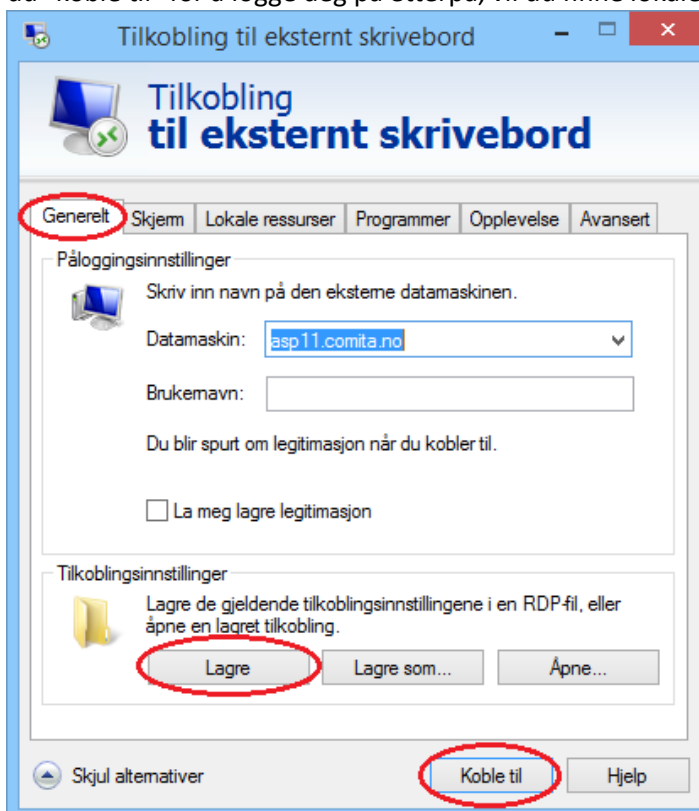 Tilkobling til eksternt skrivebord
Tilkobling
til eksternt skrivebord
Generelt Skjerm Lokale ressurser Programmer Opplevelse Avansert
Påloggingsinnstillinger
Skriv inn navn på den eksterne datamaskinen.
Datamaskin: asp11.comita.no
Brukernavn:
Du blir spurt om legitimasjon når du kobler til.
La meg lagre legitimasjon
Tilkoblingsinnstillinger
Lagre de gjeldende tilkoblingsinnstillingene i en RDP-fil, eller
åpne en lagret tilkobling.
Lagre Lagre som... Åpne...
Skjul alternativer Koble til Hjelp